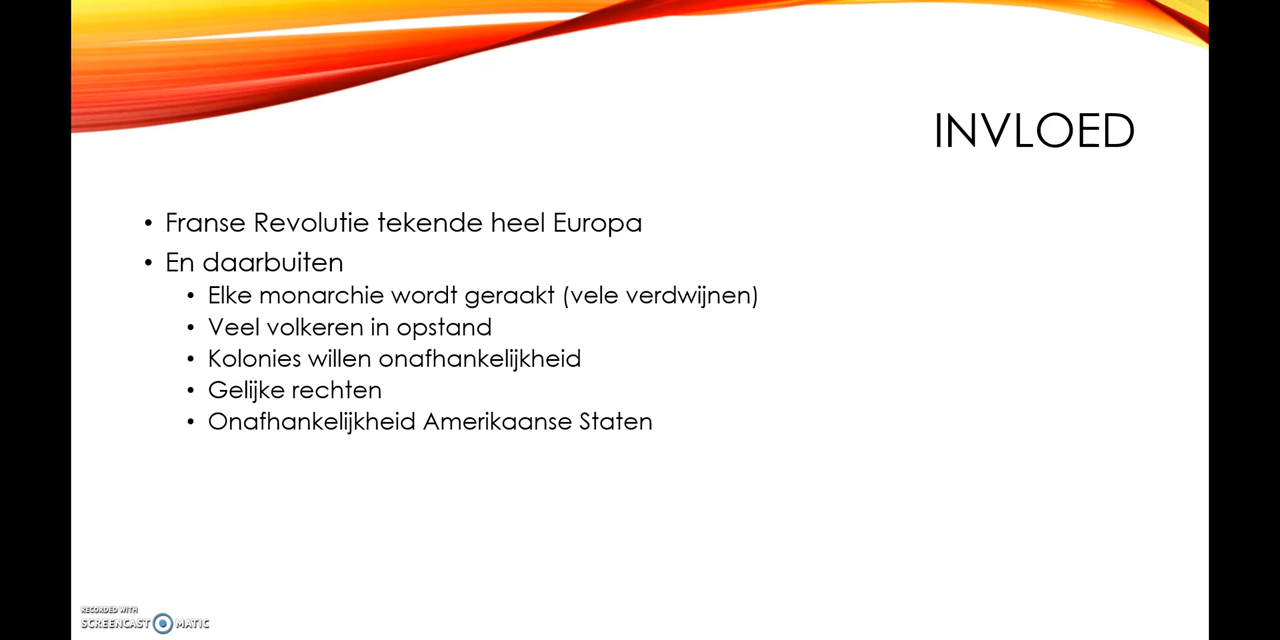 INVLOED
• Franse Revolutie tekende heel Europa
• En daarbuiten
• Elke monarchie wordt geraakt (vele verdwijnen)
• Veel volkeren in opstand
• Kolonies willen onafhankelijkheid
• Gelijke rechten
• Onafhankelijkheid Amerikaanse Staten
RECORDED WITH
SCREENCAST MATIC